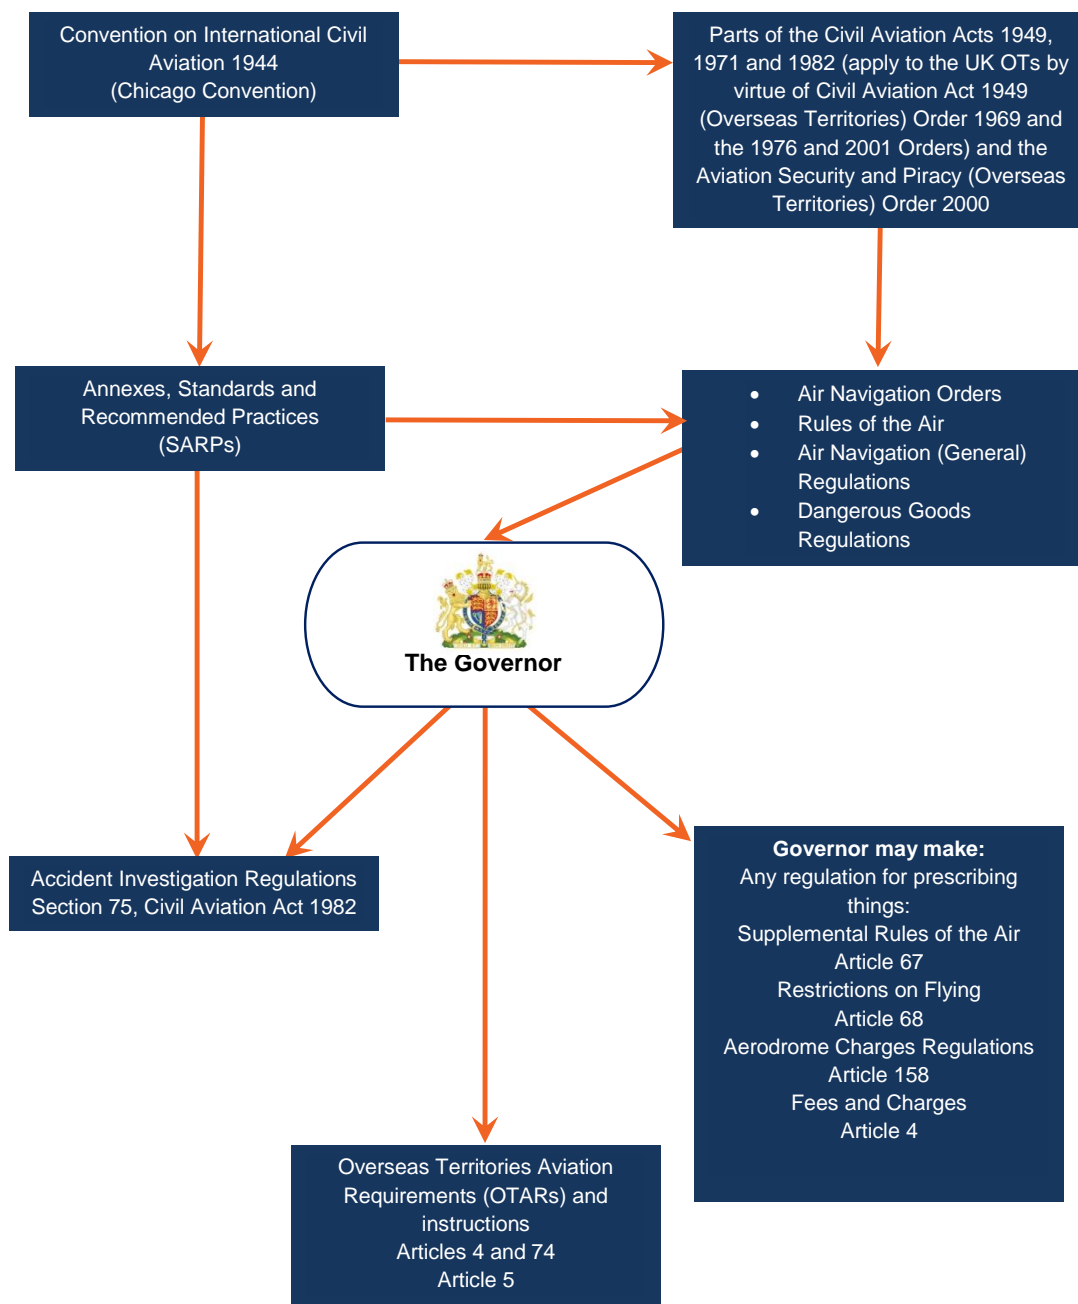 Convention on International Civil
Aviation 1944
(Chicago Convention)
Parts of the Civil Aviation Acts 1949,
1971 and 1982 (apply to the UK OTs by
virtue of Civil Aviation Act 1949
(Overseas Territories) Order 1969 and
the 1976 and 2001 Orders) and the
Aviation Security and Piracy (Overseas
Territories) Order 2000
Annexes, Standards and
Recommended Practices
(SARPs)
• Air Navigation Orders
• Rules of the Air
• Air Navigation (General)
Regulations
• Dangerous Goods
Regulations
The Governor
Accident Investigation Regulations
Section 75, Civil Aviation Act 1982
Governor may make:
Any regulation for prescribing
things:
Supplemental Rules of the Air
Article 67
Restrictions on Flying
Article 68
Aerodrome Charges Regulations
Article 158
Fees and Charges
Article 4
Overseas Territories Aviation
Requirements (OTARs) and
instructions
Articles 4 and 74
Article 5